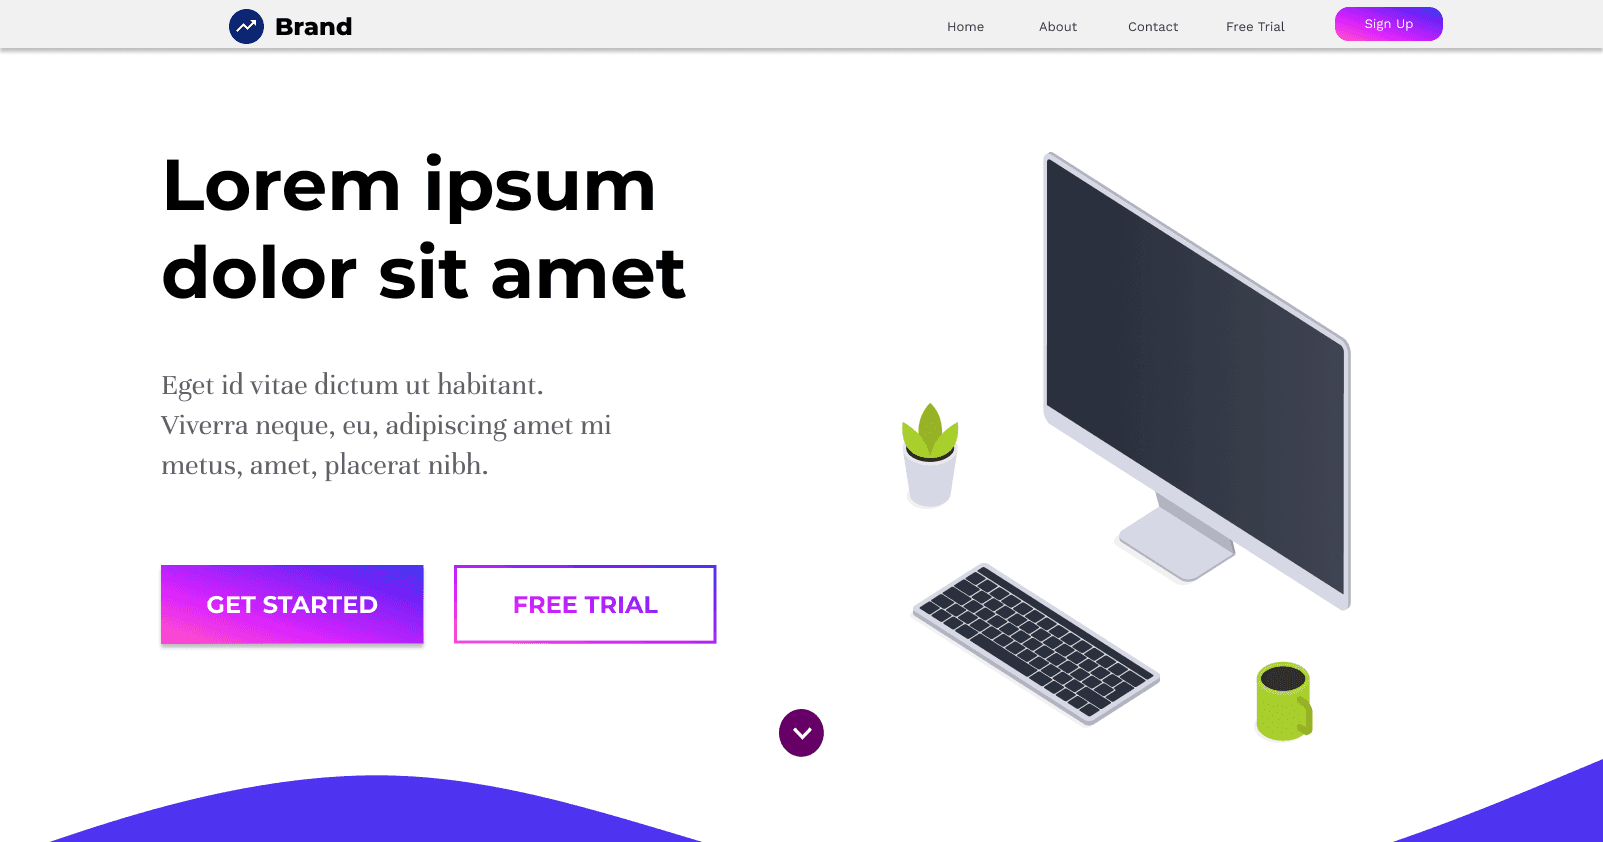 Brand
Home
About
Contact
Free Trial
Sign Up
Lorem ipsum
dolor sit amet
Eget id vitae dictum ut habitant.
Viverra neque, eu, adipiscing amet mi
metus, amet, placerat nibh.
GET STARTED
FREE TRIAL